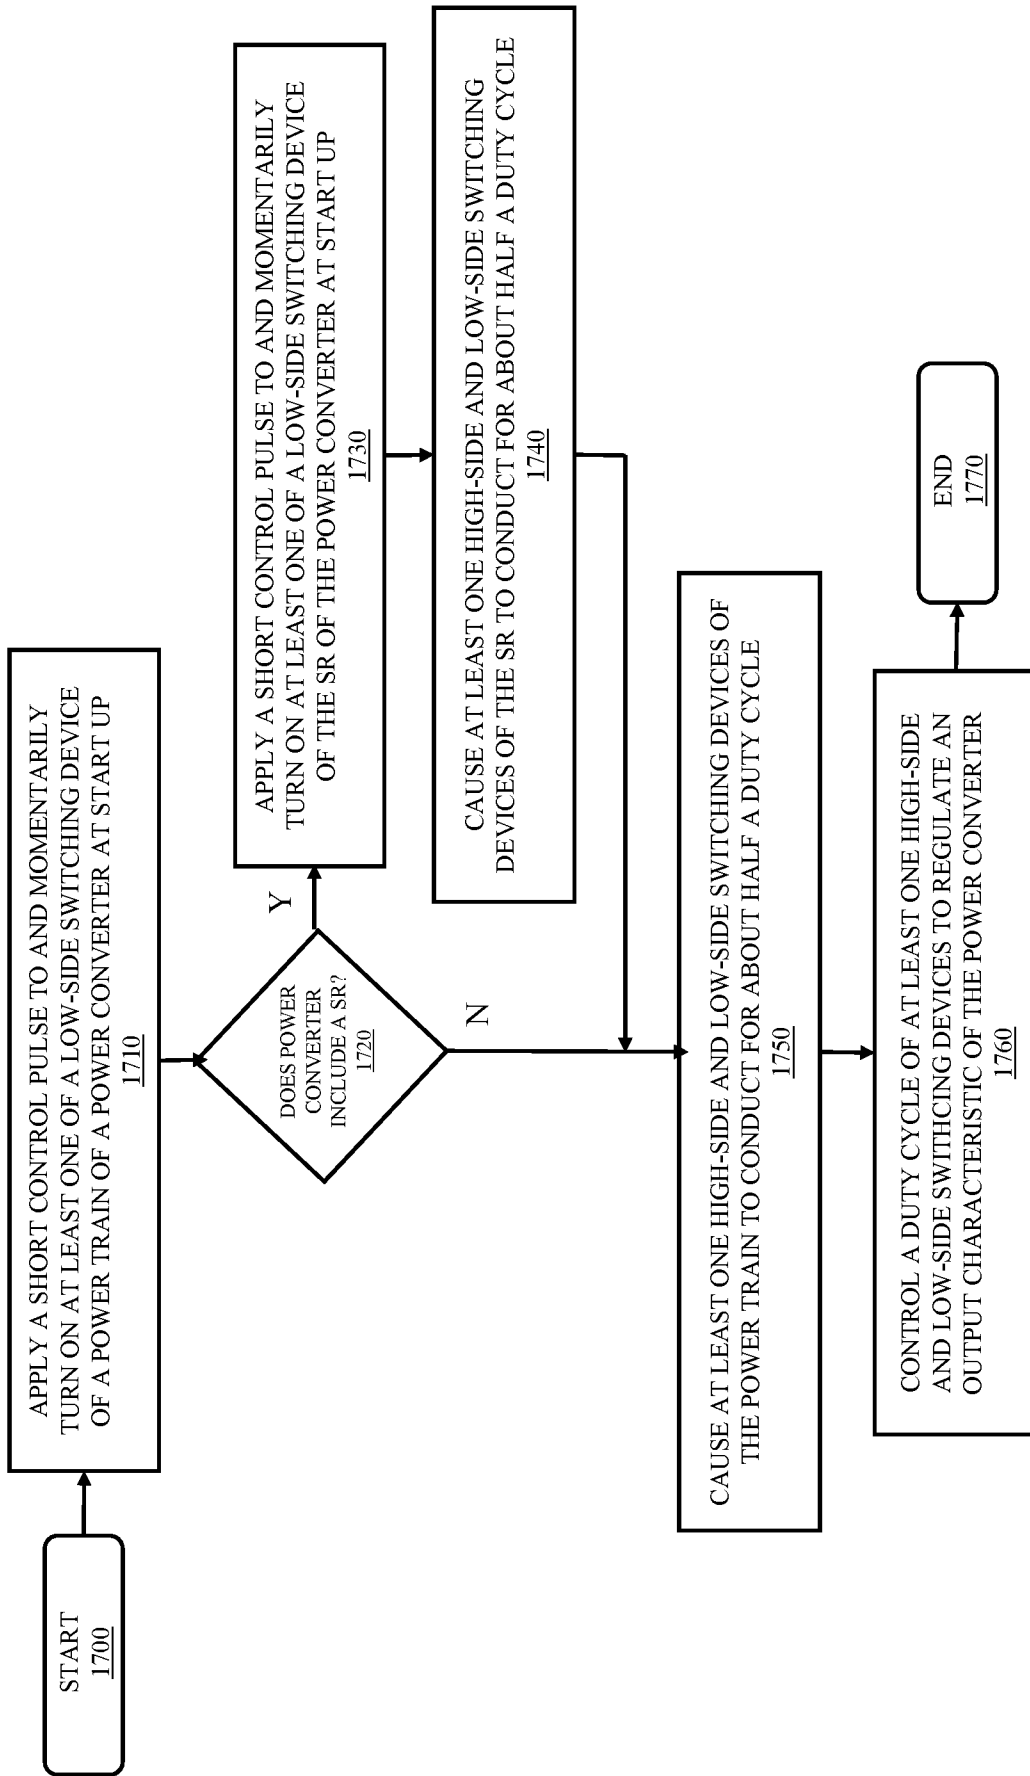 START
1700
APPLY A SHORT CONTROL PULSE TO AND MOMENTARILY
TURN ON AT LEAST ONE OF A LOW-SIDE SWITCHING DEVICE
OF A POWER TRAIN OF A POWER CONVERTER AT START UP
1710
DOES POWER
CONVERTER
INCLUDE A SR?
1720
Y
N
APPLY A SHORT CONTROL PULSE TO AND MOMENTARILY
TURN ON AT LEAST ONE OF A LOW-SIDE SWITCHING DEVICE
OF THE SR OF THE POWER CONVERTER AT START UP
1730
CAUSE AT LEAST ONE HIGH-SIDE AND LOW-SIDE SWITCHING
DEVICES OF THE SR TO CONDUCT FOR ABOUT HALF A DUTY CYCLE
1740
CAUSE AT LEAST ONE HIGH-SIDE AND LOW-SIDE SWITCHING DEVICES OF
THE POWER TRAIN TO CONDUCT FOR ABOUT HALF A DUTY CYCLE
1750
CONTROL A DUTY CYCLE OF AT LEAST ONE HIGH-SIDE
AND LOW-SIDE SWITHCING DEVICES TO REGULATE AN
OUTPUT CHARACTERISTIC OF THE POWER CONVERTER
1760
END
1770